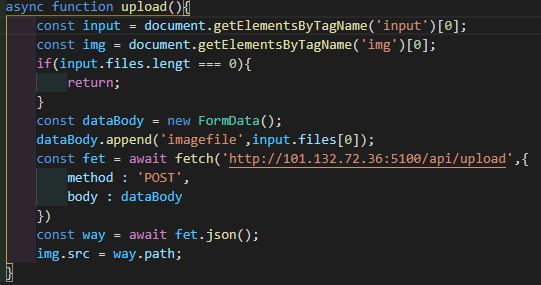 async function upload(){
    const input = document.getElementsByTagName('input')[0];
    const img = document.getElementsByTagName('img')[0];
    if(input.files.lengt === 0){
        return;
    }
    const dataBody = new FormData();
    dataBody.append('imagefile',input.files[0]);
    const fet = await fetch('http://101.132.72.36:5100/api/upload',{
        method : 'POST',
        body : dataBody
    })
    const way = await fet.json();
    img.src = way.path;
}